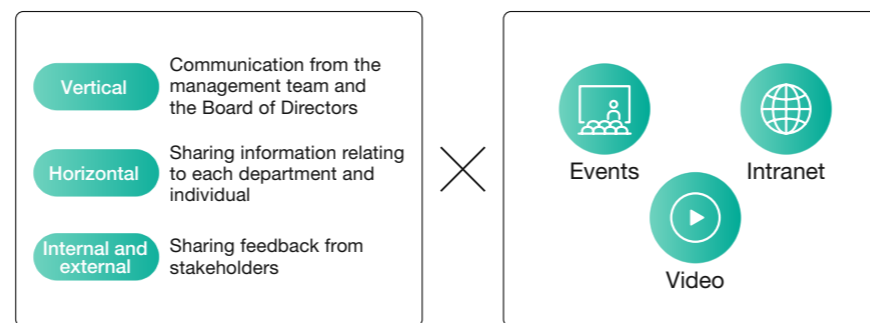 Vertical
Communication from the
management team and
the Board of Directors
Horizontal
Sharing information relating
to each department and
individual
Internal and
external
Sharing feedback from
stakeholders
Events
Intranet
Video